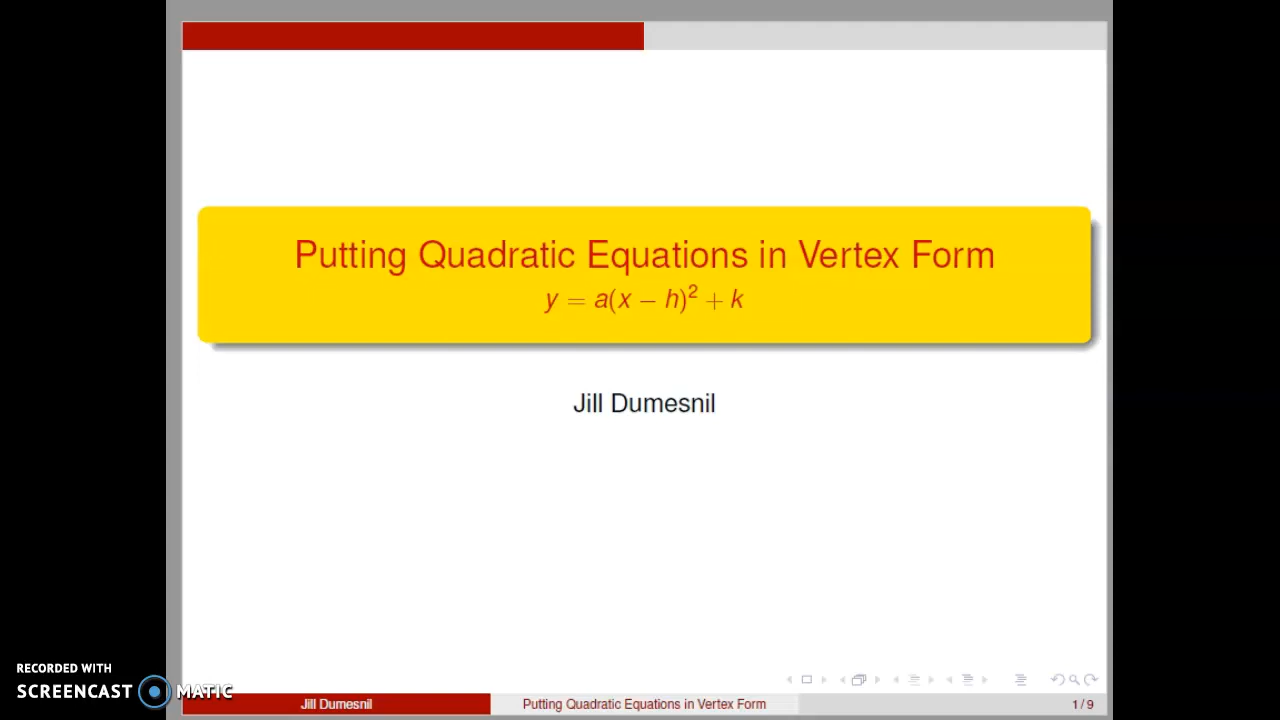 Putting Quadratic Equations in Vertex Form
y = a(x − h)² + k
Jill Dumesnil
RECORDED WITH
SCREENCAST MATIC
Jill Dumesnil
Putting Quadratic Equations in Vertex Form
1 / 9